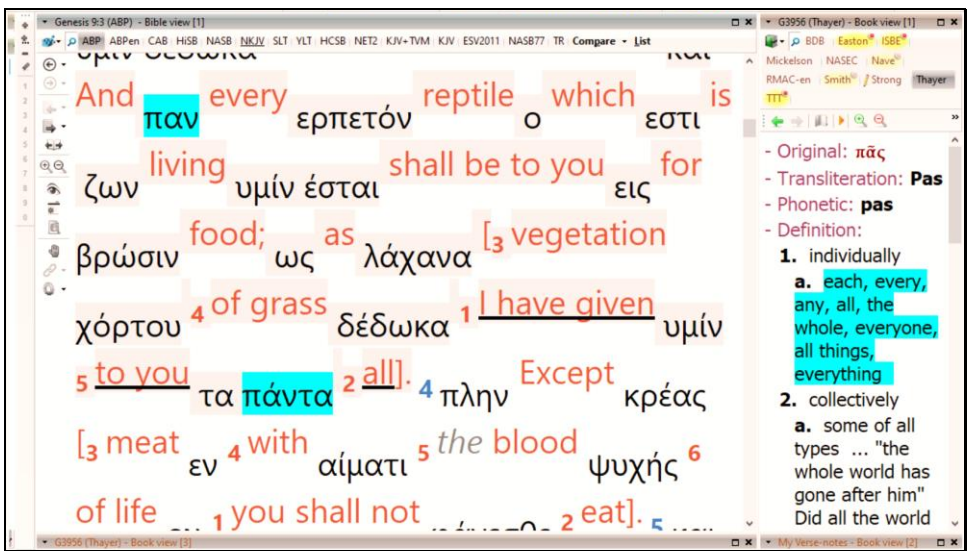 Genesis 9:3 (ABP) - Bible view [1]
ABP ABPen CAB HiSB NASB NKJV SLT YLT HCSB NET2 KJV+TVM KJV ESV2011 NASB77 TR Compare List
υμίν δέδωκα και
And every reptile which is
παν ερπετόν ο εστι
living shall be to you for
ζων υμίν έσται εις
food; as [3 vegetation
βρώσιν ως λάχανα
4 of grass 1 I have given
χόρτου δέδωκα υμίν
5 to you 2 all].
τα πάντα 4 πλην Except κρέας
[3 meat 4 with 5 the blood 6
εν αίματι ψυχής
of life 1 you shall not 2 eat]. 5
G3956 (Thayer) - Book view [3]
G3956 (Thayer) - Book view [1]
BDB Easton ISBE
Mickelson NASEC Nave
RMAC-en Smith Strong Thayer
TTT
- Original: πᾶς
- Transliteration: Pas
- Phonetic: pas
- Definition:
1. individually
a. each, every,
any, all, the
whole, everyone,
all things,
everything
2. collectively
a. some of all
types ... "the
whole world has
gone after him"
Did all the world
My Verse-notes - Book view [2]